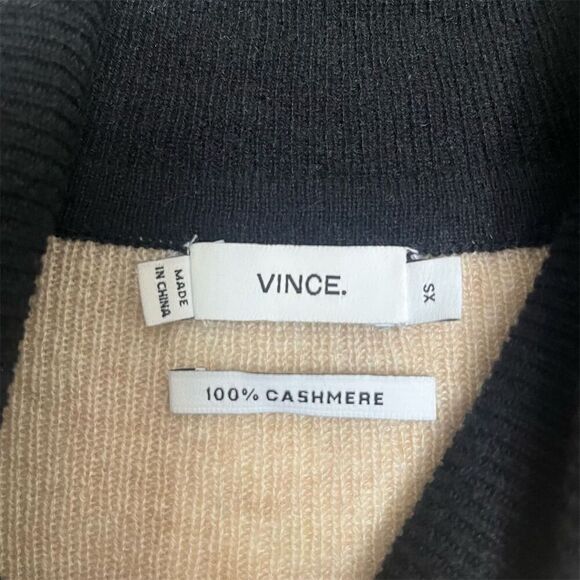 MADE
IN CHINA
VINCE.
XS
100% CASHMERE